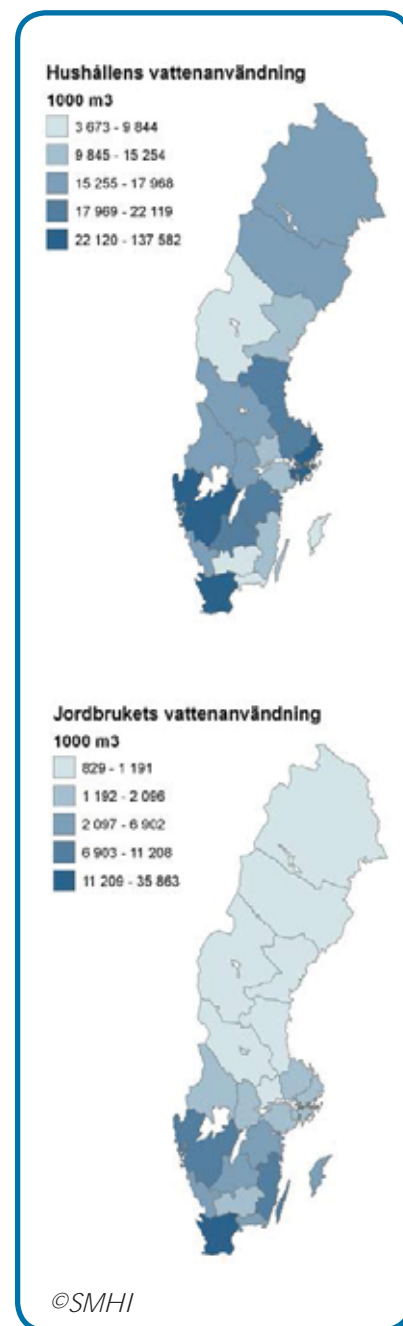 Hushållens vattenanvändning
1000 m3
3 673 - 9 844
9 845 - 15 254
15 255 - 17 968
17 969 - 22 119
22 120 - 137 582
Jordbrukets vattenanvändning
1000 m3
829 - 1 191
1 192 - 2 096
2 097 - 6 902
6 903 - 11 208
11 209 - 35 863
©SMHI